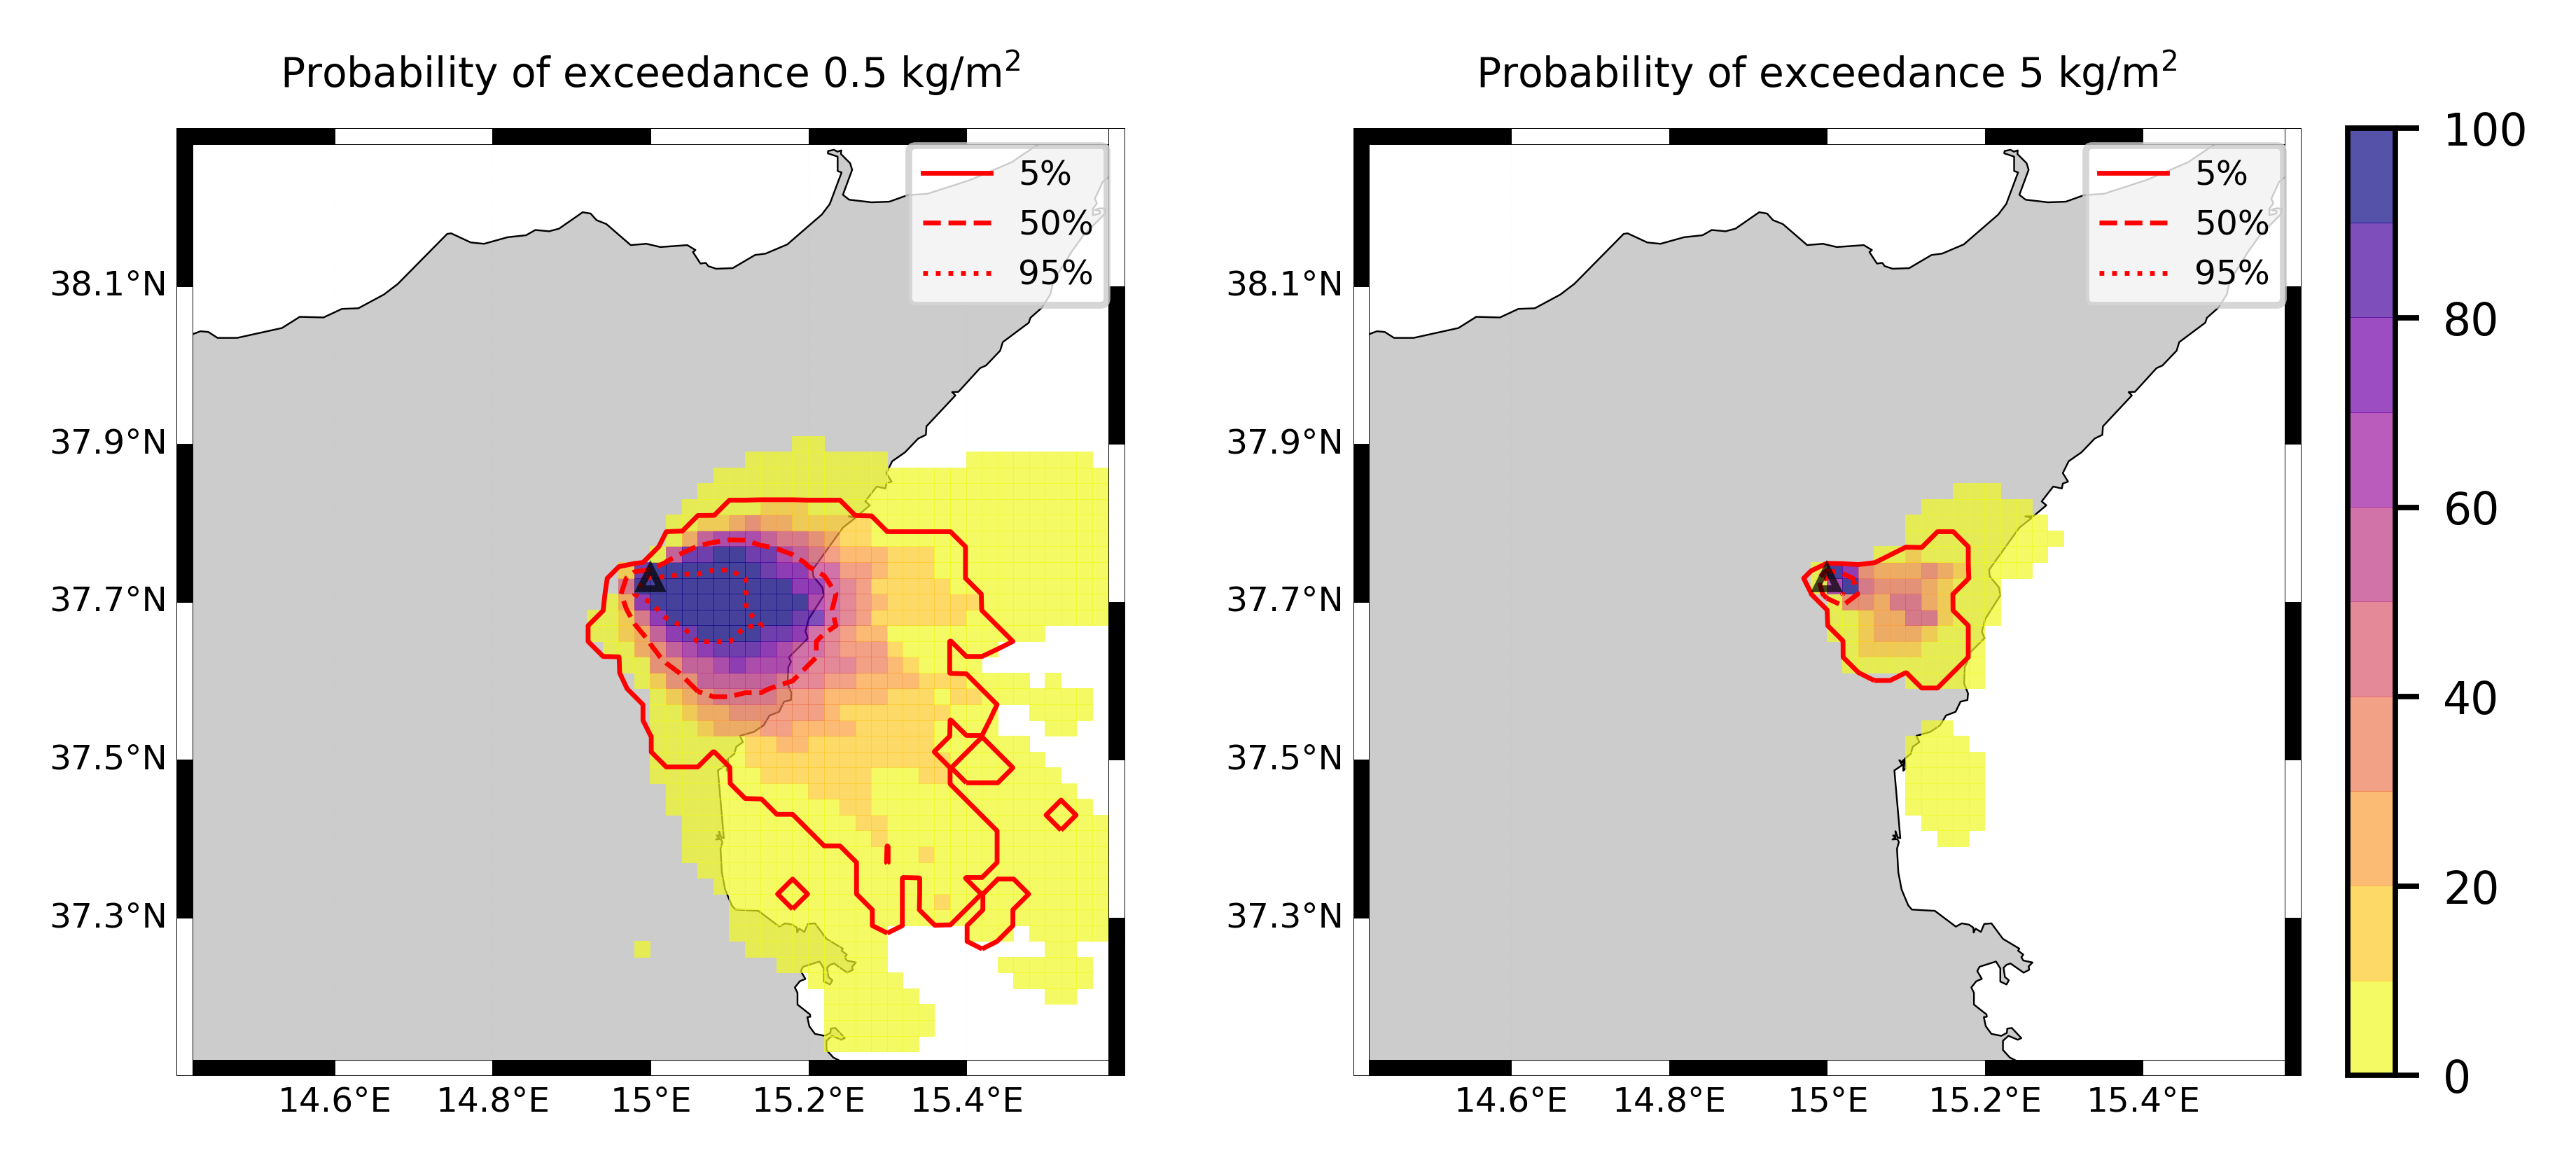 Probability of exceedance 0.5 kg/m²
Probability of exceedance 5 kg/m²
5%
50%
95%
38.1°N
37.9°N
37.7°N
37.5°N
37.3°N
14.6°E
14.8°E
15°E
15.2°E
15.4°E
5%
50%
95%
38.1°N
37.9°N
37.7°N
37.5°N
37.3°N
14.6°E
14.8°E
15°E
15.2°E
15.4°E
100
80
60
40
20
0